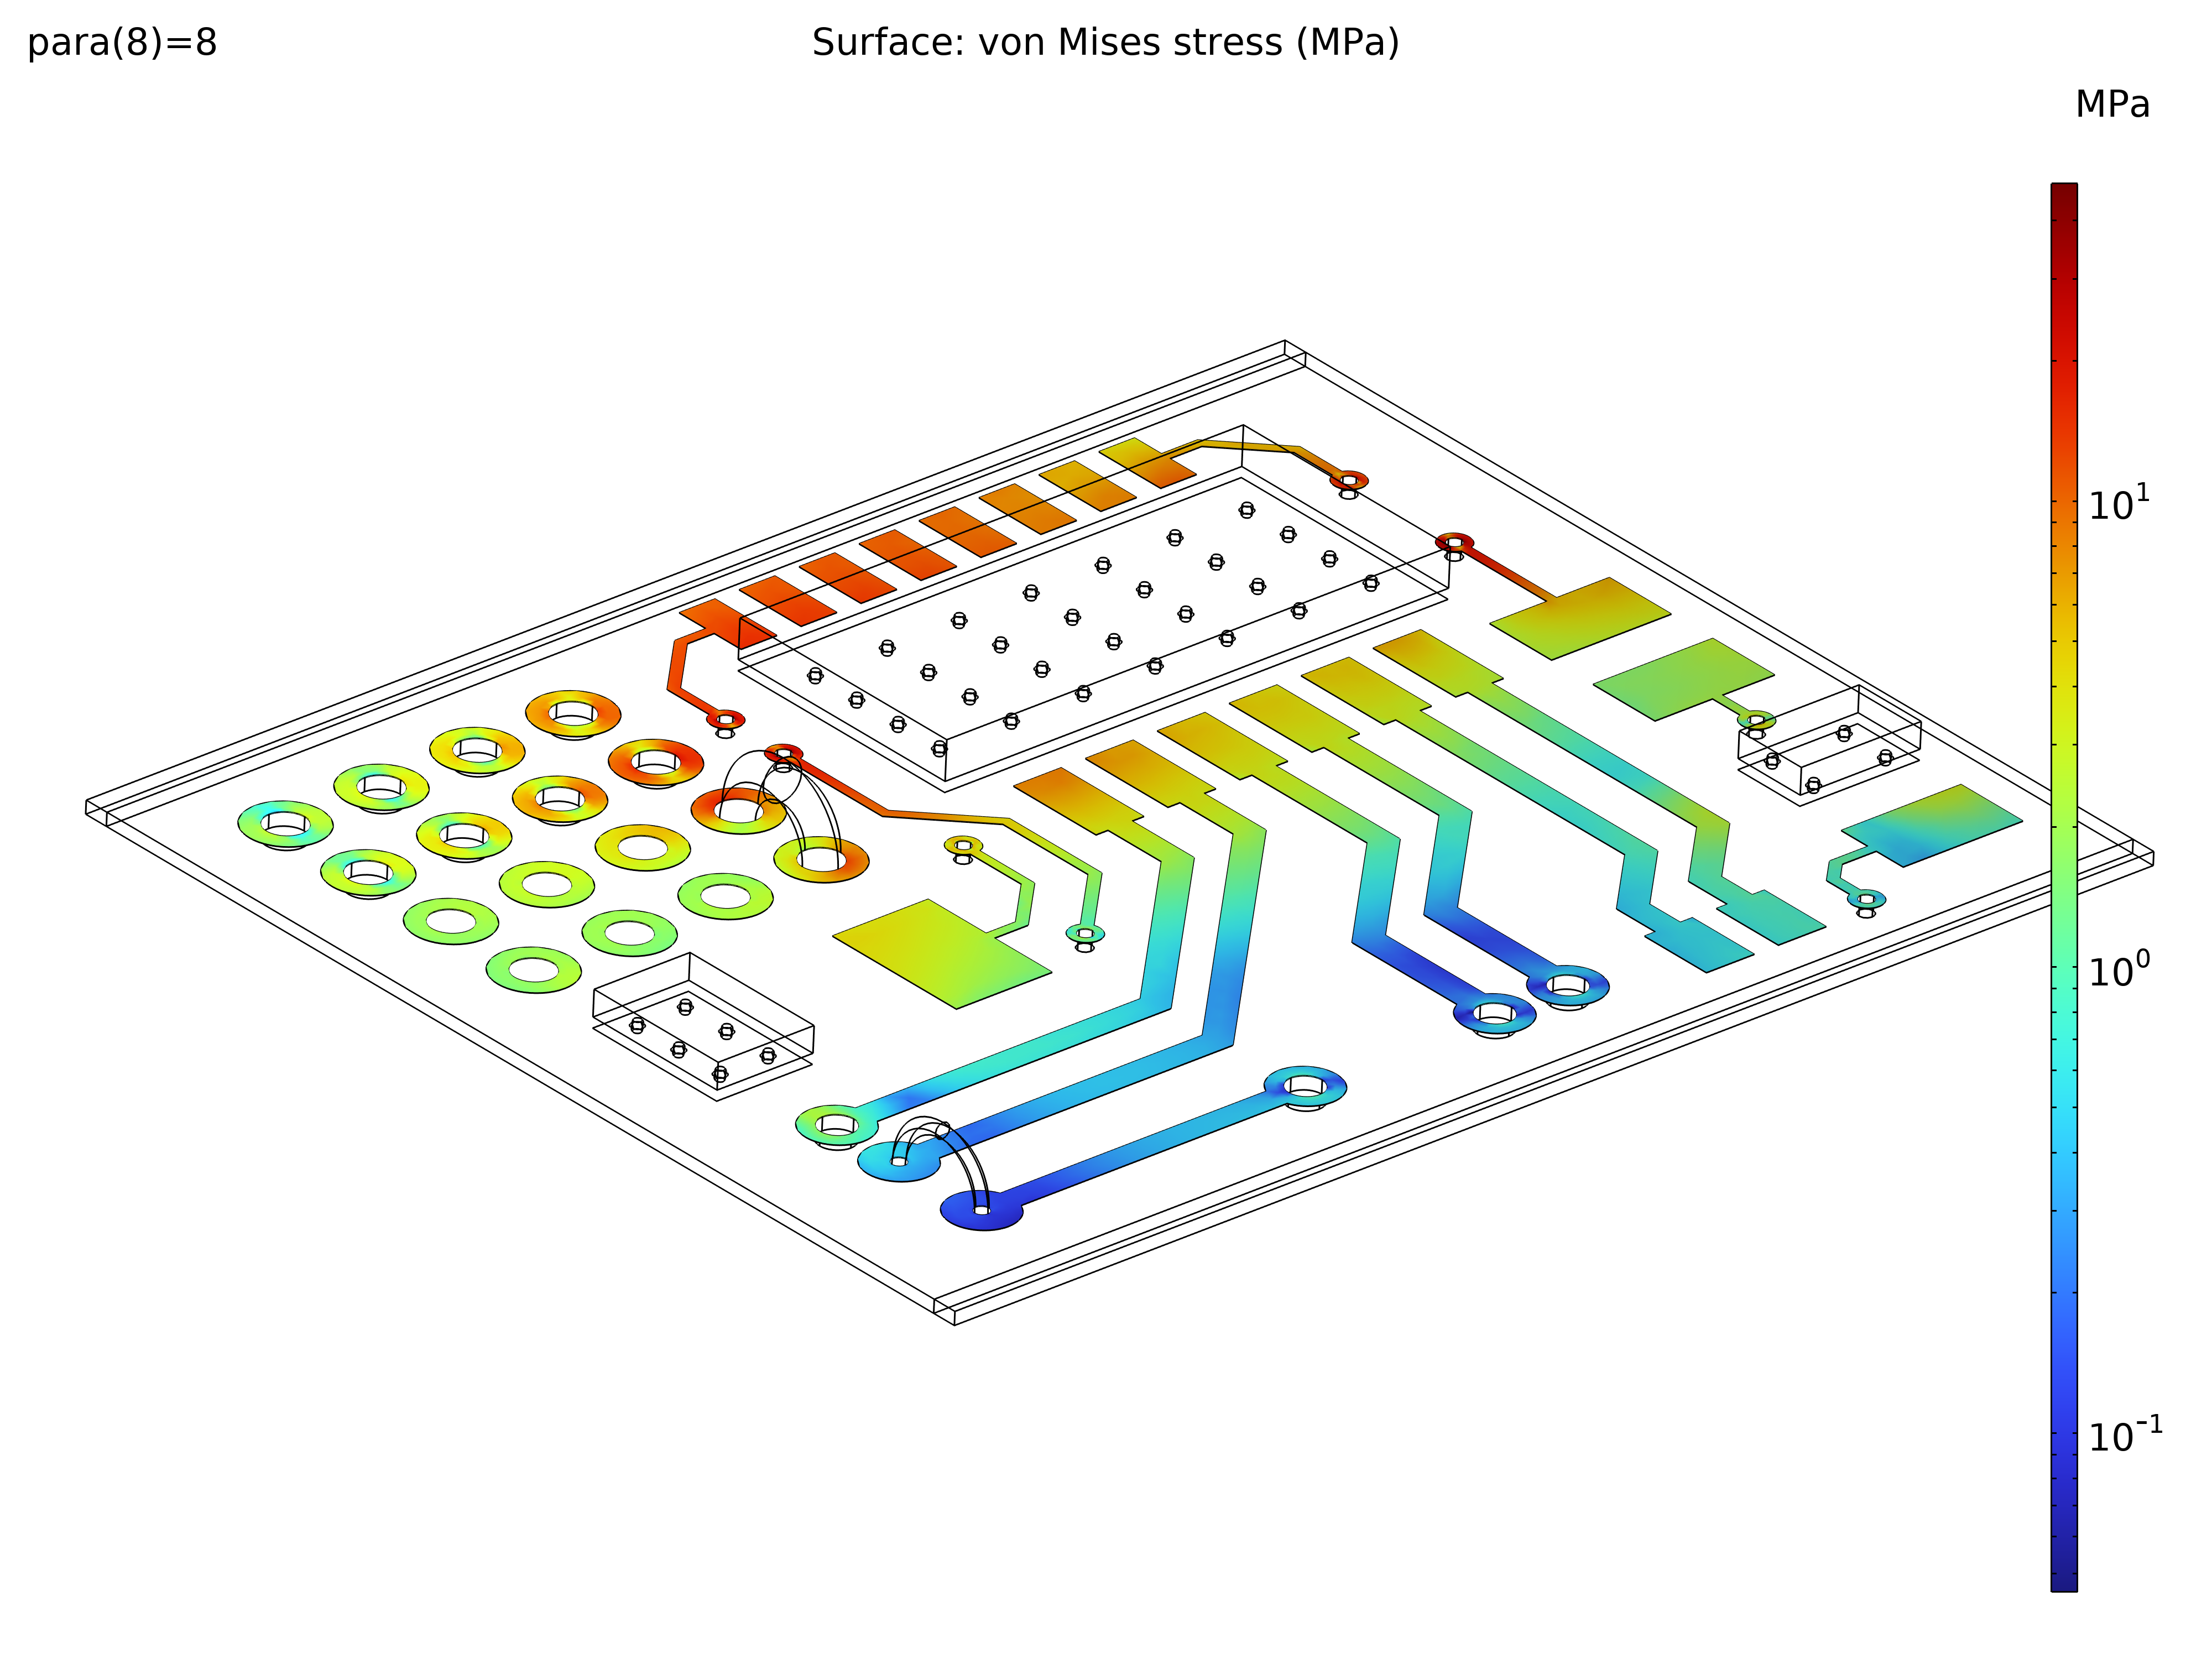 para(8)=8
Surface: von Mises stress (MPa)
MPa
10¹
10⁰
10⁻¹